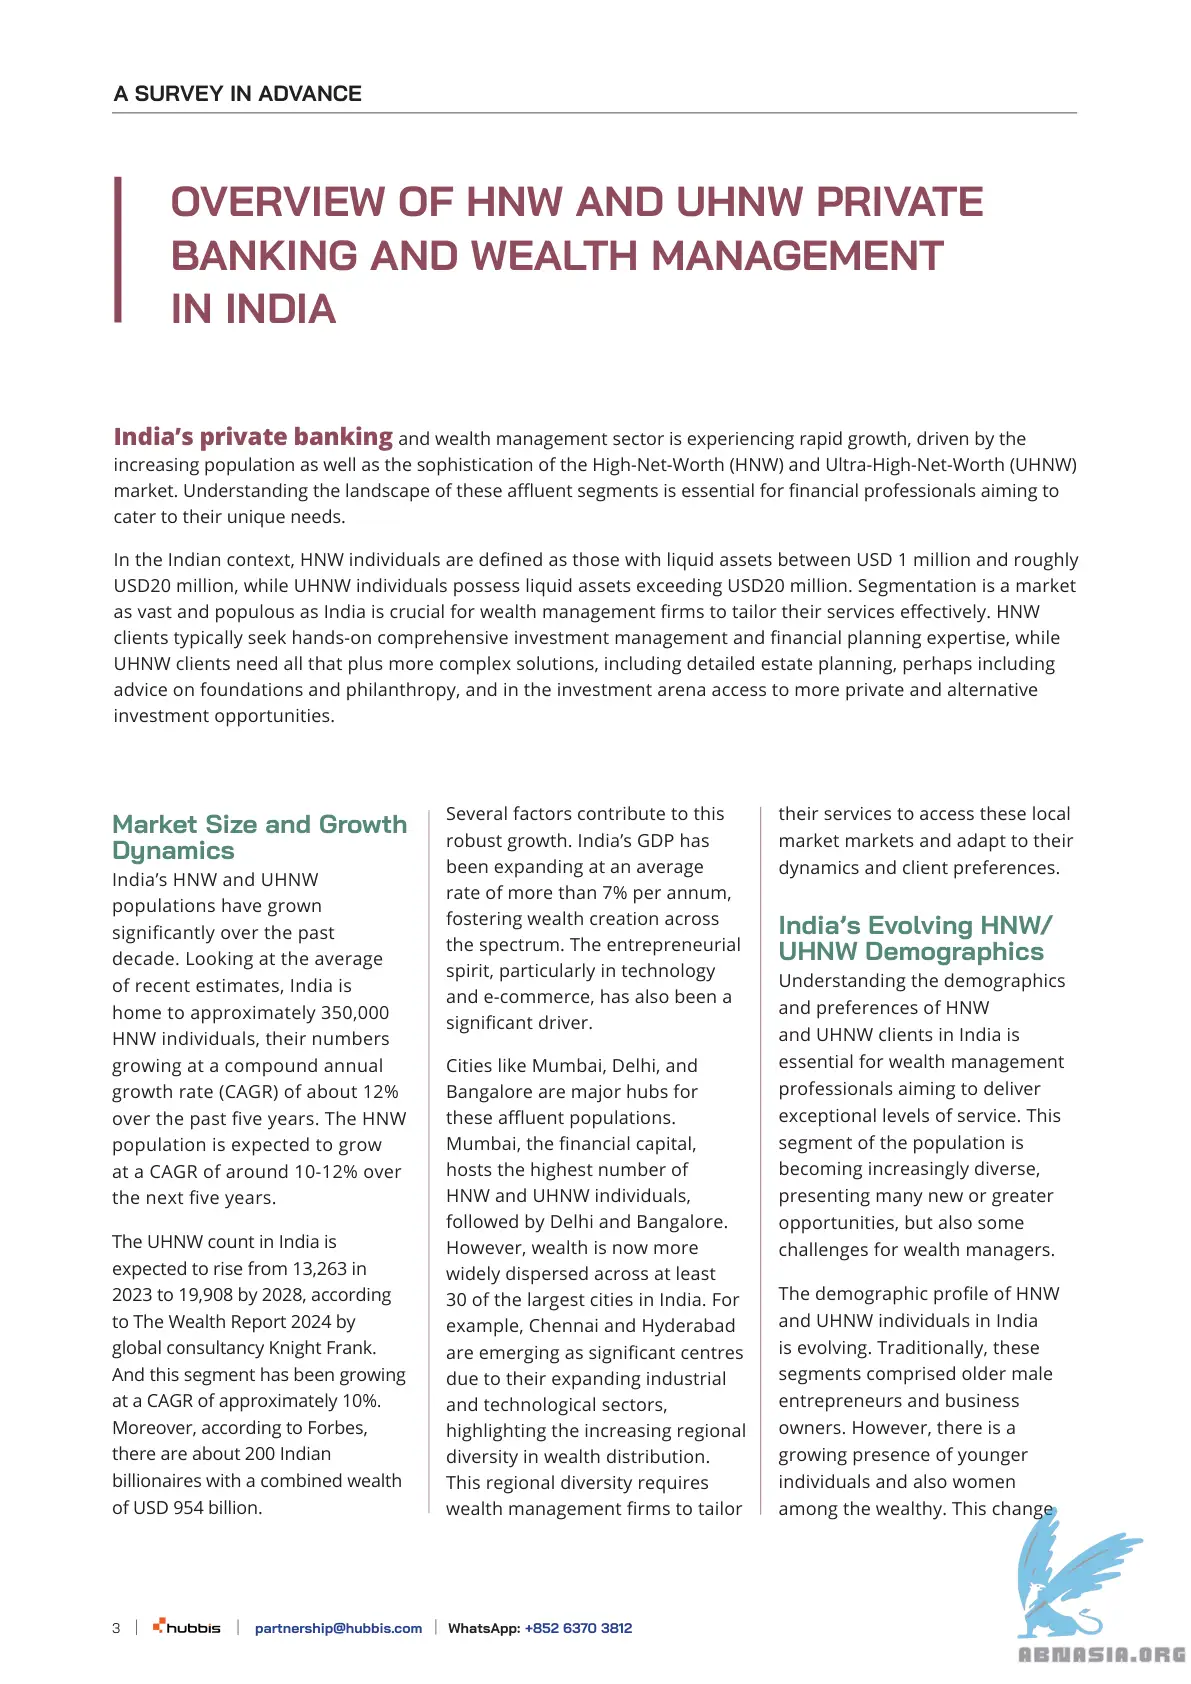 A SURVEY IN ADVANCE
OVERVIEW OF HNW AND UHNW PRIVATE
BANKING AND WEALTH MANAGEMENT
IN INDIA
India’s private banking and wealth management sector is experiencing rapid growth, driven by the
increasing population as well as the sophistication of the High-Net-Worth (HNW) and Ultra-High-Net-Worth (UHNW)
market. Understanding the landscape of these affluent segments is essential for financial professionals aiming to
cater to their unique needs.
In the Indian context, HNW individuals are defined as those with liquid assets between USD 1 million and roughly
USD20 million, while UHNW individuals possess liquid assets exceeding USD20 million. Segmentation is a market
as vast and populous as India is crucial for wealth management firms to tailor their services effectively. HNW
clients typically seek hands-on comprehensive investment management and financial planning expertise, while
UHNW clients need all that plus more complex solutions, including detailed estate planning, perhaps including
advice on foundations and philanthropy, and in the investment arena access to more private and alternative
investment opportunities.
Market Size and Growth
Dynamics
India’s HNW and UHNW
populations have grown
significantly over the past
decade. Looking at the average
of recent estimates, India is
home to approximately 350,000
HNW individuals, their numbers
growing at a compound annual
growth rate (CAGR) of about 12%
over the past five years. The HNW
population is expected to grow
at a CAGR of around 10-12% over
the next five years.
The UHNW count in India is
expected to rise from 13,263 in
2023 to 19,908 by 2028, according
to The Wealth Report 2024 by
global consultancy Knight Frank.
And this segment has been growing
at a CAGR of approximately 10%.
Moreover, according to Forbes,
there are about 200 Indian
billionaires with a combined wealth
of USD 954 billion.
Several factors contribute to this
robust growth. India’s GDP has
been expanding at an average
rate of more than 7% per annum,
fostering wealth creation across
the spectrum. The entrepreneurial
spirit, particularly in technology
and e-commerce, has also been a
significant driver.
Cities like Mumbai, Delhi, and
Bangalore are major hubs for
these affluent populations.
Mumbai, the financial capital,
hosts the highest number of
HNW and UHNW individuals,
followed by Delhi and Bangalore.
However, wealth is now more
widely dispersed across at least
30 of the largest cities in India. For
example, Chennai and Hyderabad
are emerging as significant centres
due to their expanding industrial
and technological sectors,
highlighting the increasing regional
diversity in wealth distribution.
This regional diversity requires
wealth management firms to tailor
their services to access these local
market markets and adapt to their
dynamics and client preferences.
India’s Evolving HNW/
UHNW Demographics
Understanding the demographics
and preferences of HNW
and UHNW clients in India is
essential for wealth management
professionals aiming to deliver
exceptional levels of service. This
segment of the population is
becoming increasingly diverse,
presenting many new or greater
opportunities, but also some
challenges for wealth managers.
The demographic profile of HNW
and UHNW individuals in India
is evolving. Traditionally, these
segments comprised older male
entrepreneurs and business
owners. However, there is a
growing presence of younger
individuals and also women
among the wealthy. This change
3 | hubbis | partnership@hubbis.com | WhatsApp: +852 6370 3812
ABNASIA.ORG